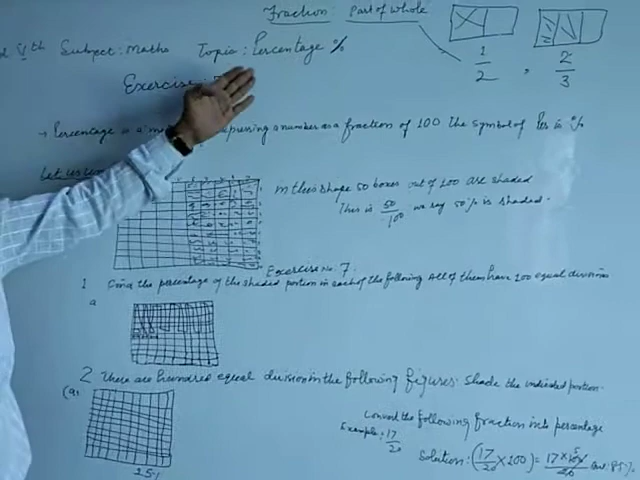 Fraction: Part of whole
1/2 , 2/3
Vth Subject: Maths Topic: Percentage %
Exercise:
→ Percentage is a a number as a fraction of 100 The symbol of Per is %
in this shape 50 boxes out of 100 are shaded
This is 50/100 we say 50% is shaded.
Exercise No. 7
1 Find the percentage of the shaded portion in each of the following All of them have 100 equal division
a
2 There are hundred equal division in the following figures. Shade the indicated portion.
(a)
25%
Convert the following fraction into percentage
Example: 17/20
Solution: (17/20 × 100) = 17 × 100/20 85%